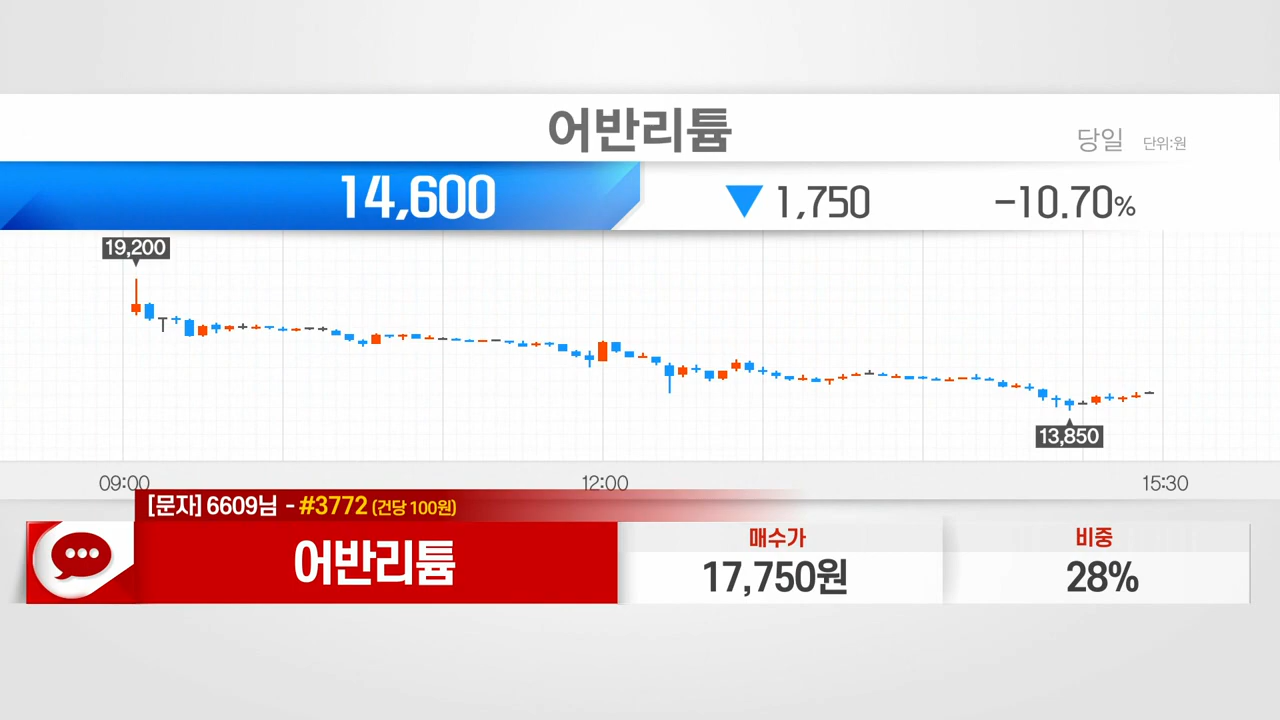 어반리튬
당일 단위:원
14,600 ▼ 1,750 -10.70%
19,200
13,850
09:00 12:00 15:30
[문자] 6609님 - #3772 (건당 100원)
어반리튬
매수가
17,750원
비중
28%